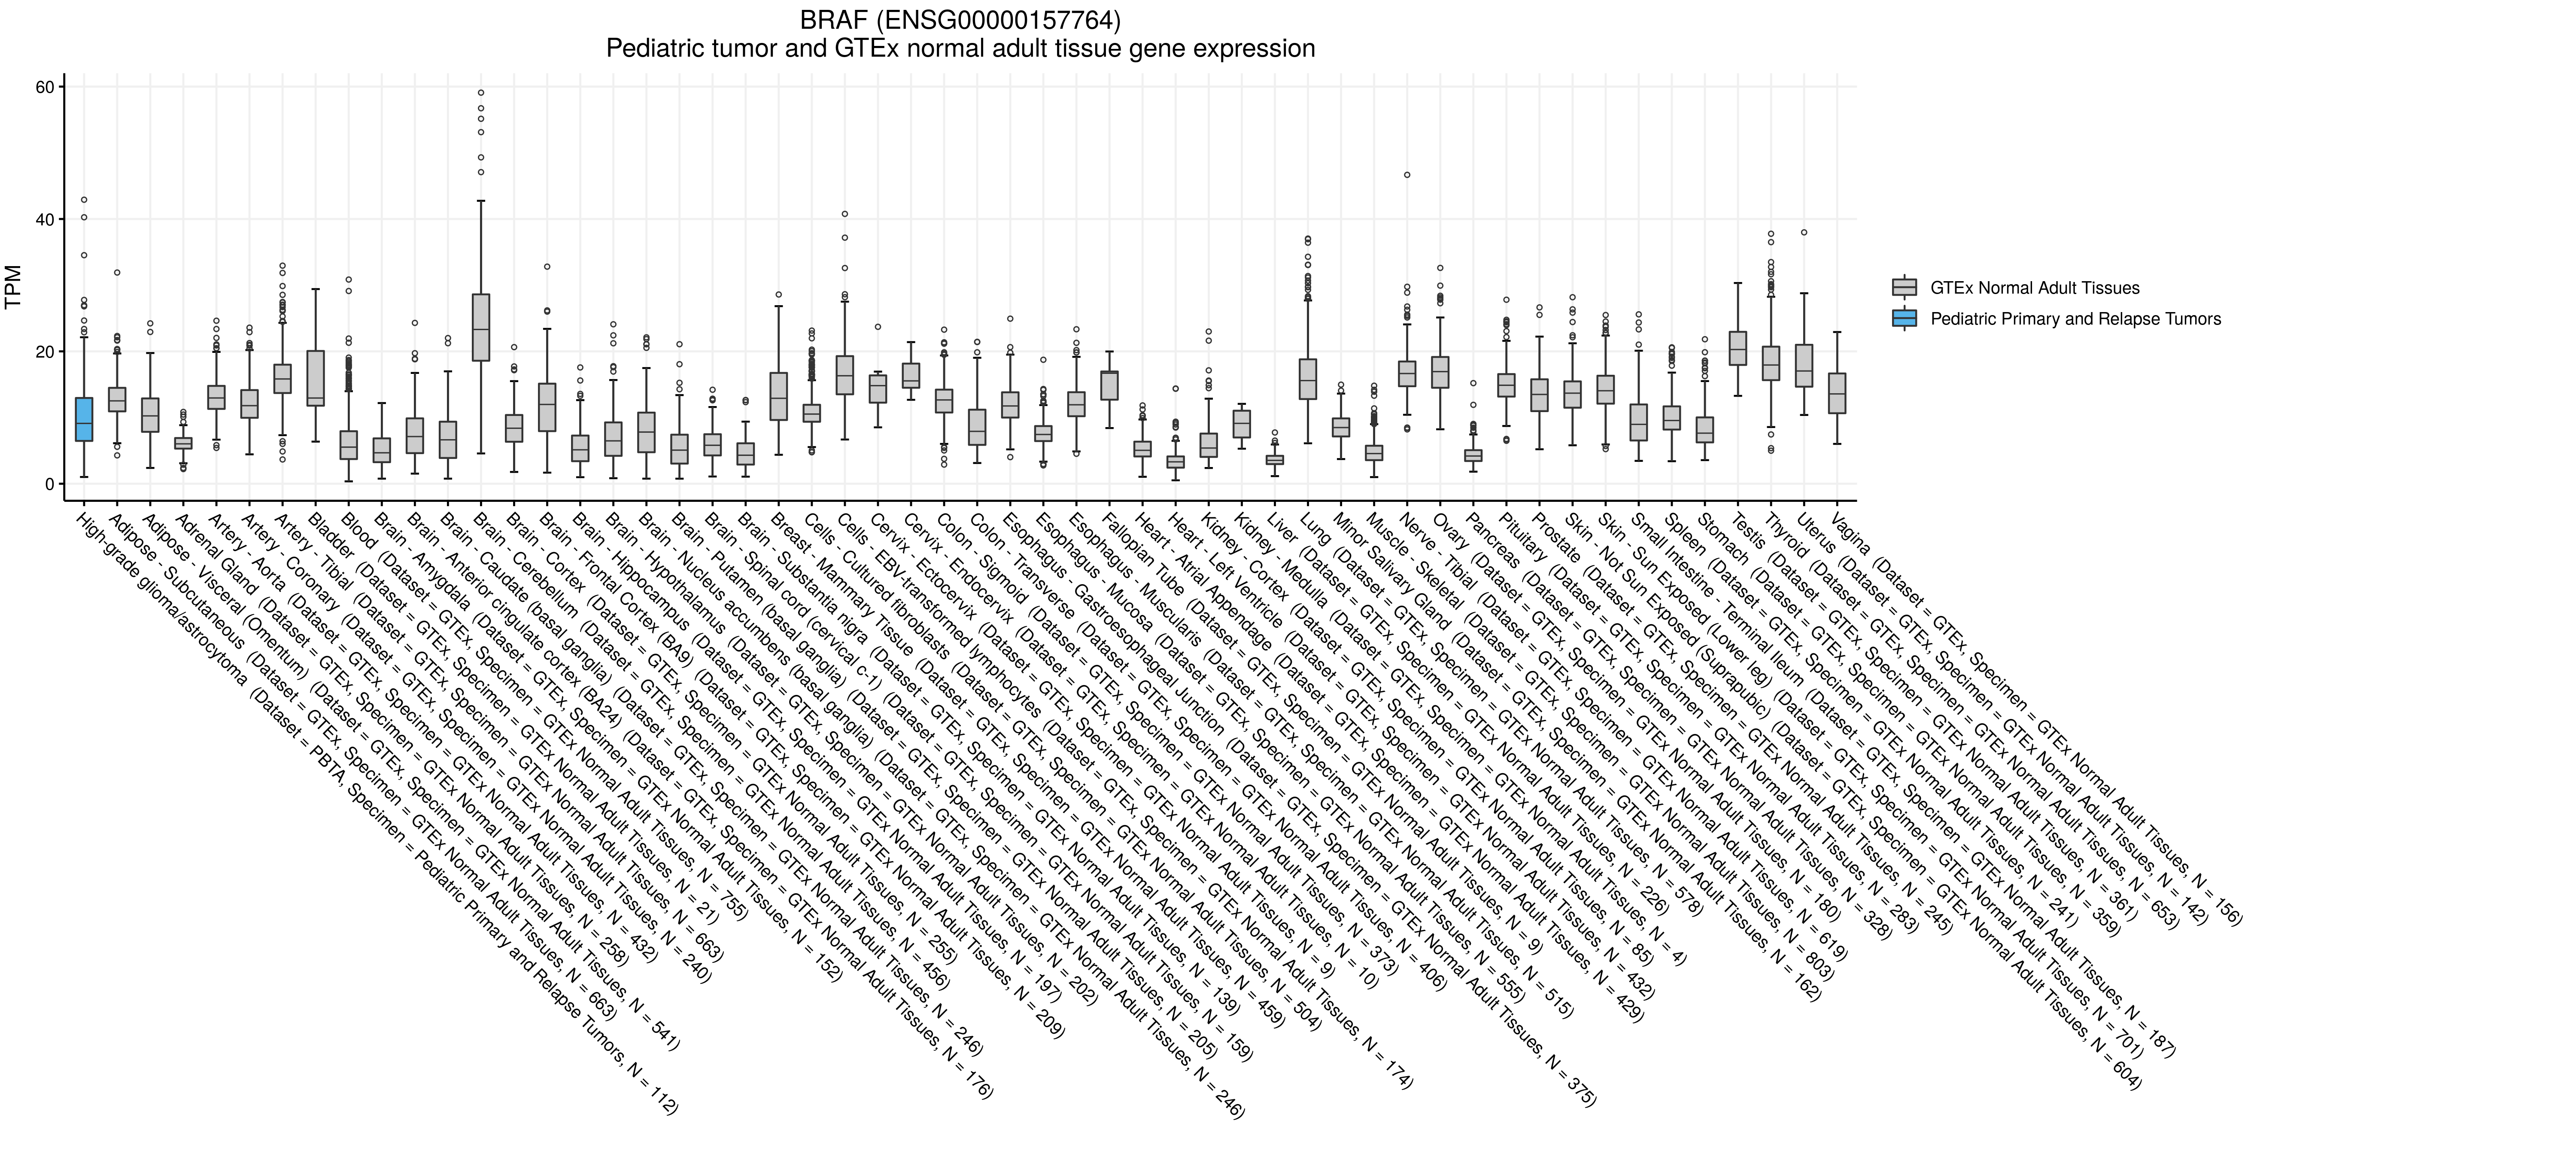 BRAF (ENSG00000157764)
Pediatric tumor and GTEx normal adult tissue gene expression
TPM
60
40
20
0
High-grade glioma/astrocytoma (Dataset = PBTA, Specimen = Pediatric Primary and Relapse Tumors, N = 112)
Adipose - Subcutaneous (Dataset = GTEx, Specimen = GTEx Normal Adult Tissues, N = 663)
Adipose - Visceral (Omentum) (Dataset = GTEx, Specimen = GTEx Normal Adult Tissues, N = 541)
Adrenal Gland (Dataset = GTEx, Specimen = GTEx Normal Adult Tissues, N = 258)
Artery - Aorta (Dataset = GTEx, Specimen = GTEx Normal Adult Tissues, N = 432)
Artery - Coronary (Dataset = GTEx, Specimen = GTEx Normal Adult Tissues, N = 240)
Artery - Tibial (Dataset = GTEx, Specimen = GTEx Normal Adult Tissues, N = 663)
Bladder (Dataset = GTEx, Specimen = GTEx Normal Adult Tissues, N = 21)
Blood (Dataset = GTEx, Specimen = GTEx Normal Adult Tissues, N = 755)
Brain - Amygdala (Dataset = GTEx, Specimen = GTEx Normal Adult Tissues, N = 152)
Brain - Anterior cingulate cortex (BA24) (Dataset = GTEx, Specimen = GTEx Normal Adult Tissues, N = 176)
Brain - Caudate (basal ganglia) (Dataset = GTEx, Specimen = GTEx Normal Adult Tissues, N = 246)
Brain - Cerebellum (Dataset = GTEx, Specimen = GTEx Normal Adult Tissues, N = 456)
Brain - Cortex (Dataset = GTEx, Specimen = GTEx Normal Adult Tissues, N = 255)
Brain - Frontal Cortex (BA9) (Dataset = GTEx, Specimen = GTEx Normal Adult Tissues, N = 209)
Brain - Hippocampus (Dataset = GTEx, Specimen = GTEx Normal Adult Tissues, N = 197)
Brain - Hypothalamus (Dataset = GTEx, Specimen = GTEx Normal Adult Tissues, N = 202)
Brain - Nucleus accumbens (basal ganglia) (Dataset = GTEx, Specimen = GTEx Normal Adult Tissues, N = 246)
Brain - Putamen (basal ganglia) (Dataset = GTEx, Specimen = GTEx Normal Adult Tissues, N = 205)
Brain - Spinal cord (cervical c-1) (Dataset = GTEx, Specimen = GTEx Normal Adult Tissues, N = 159)
Brain - Substantia nigra (Dataset = GTEx, Specimen = GTEx Normal Adult Tissues, N = 139)
Breast - Mammary Tissue (Dataset = GTEx, Specimen = GTEx Normal Adult Tissues, N = 459)
Cells - Cultured fibroblasts (Dataset = GTEx, Specimen = GTEx Normal Adult Tissues, N = 504)
Cells - EBV-transformed lymphocytes (Dataset = GTEx, Specimen = GTEx Normal Adult Tissues, N = 174)
Cervix - Ectocervix (Dataset = GTEx, Specimen = GTEx Normal Adult Tissues, N = 9)
Cervix - Endocervix (Dataset = GTEx, Specimen = GTEx Normal Adult Tissues, N = 10)
Colon - Sigmoid (Dataset = GTEx, Specimen = GTEx Normal Adult Tissues, N = 373)
Colon - Transverse (Dataset = GTEx, Specimen = GTEx Normal Adult Tissues, N = 406)
Esophagus - Gastroesophageal Junction (Dataset = GTEx, Specimen = GTEx Normal Adult Tissues, N = 375)
Esophagus - Mucosa (Dataset = GTEx, Specimen = GTEx Normal Adult Tissues, N = 555)
Esophagus - Muscularis (Dataset = GTEx, Specimen = GTEx Normal Adult Tissues, N = 515)
Fallopian Tube (Dataset = GTEx, Specimen = GTEx Normal Adult Tissues, N = 9)
Heart - Atrial Appendage (Dataset = GTEx, Specimen = GTEx Normal Adult Tissues, N = 429)
Heart - Left Ventricle (Dataset = GTEx, Specimen = GTEx Normal Adult Tissues, N = 432)
Kidney - Cortex (Dataset = GTEx, Specimen = GTEx Normal Adult Tissues, N = 85)
Kidney - Medulla (Dataset = GTEx, Specimen = GTEx Normal Adult Tissues, N = 4)
Liver (Dataset = GTEx, Specimen = GTEx Normal Adult Tissues, N = 226)
Lung (Dataset = GTEx, Specimen = GTEx Normal Adult Tissues, N = 578)
Minor Salivary Gland (Dataset = GTEx, Specimen = GTEx Normal Adult Tissues, N = 162)
Muscle - Skeletal (Dataset = GTEx, Specimen = GTEx Normal Adult Tissues, N = 803)
Nerve - Tibial (Dataset = GTEx, Specimen = GTEx Normal Adult Tissues, N = 619)
Ovary (Dataset = GTEx, Specimen = GTEx Normal Adult Tissues, N = 180)
Pancreas (Dataset = GTEx, Specimen = GTEx Normal Adult Tissues, N = 328)
Pituitary (Dataset = GTEx, Specimen = GTEx Normal Adult Tissues, N = 283)
Prostate (Dataset = GTEx, Specimen = GTEx Normal Adult Tissues, N = 245)
Skin - Not Sun Exposed (Suprapubic) (Dataset = GTEx, Specimen = GTEx Normal Adult Tissues, N = 604)
Skin - Sun Exposed (Lower leg) (Dataset = GTEx, Specimen = GTEx Normal Adult Tissues, N = 701)
Small Intestine - Terminal Ileum (Dataset = GTEx, Specimen = GTEx Normal Adult Tissues, N = 187)
Spleen (Dataset = GTEx, Specimen = GTEx Normal Adult Tissues, N = 241)
Stomach (Dataset = GTEx, Specimen = GTEx Normal Adult Tissues, N = 359)
Testis (Dataset = GTEx, Specimen = GTEx Normal Adult Tissues, N = 361)
Thyroid (Dataset = GTEx, Specimen = GTEx Normal Adult Tissues, N = 653)
Uterus (Dataset = GTEx, Specimen = GTEx Normal Adult Tissues, N = 142)
Vagina (Dataset = GTEx, Specimen = GTEx Normal Adult Tissues, N = 156)
GTEx Normal Adult Tissues
Pediatric Primary and Relapse Tumors